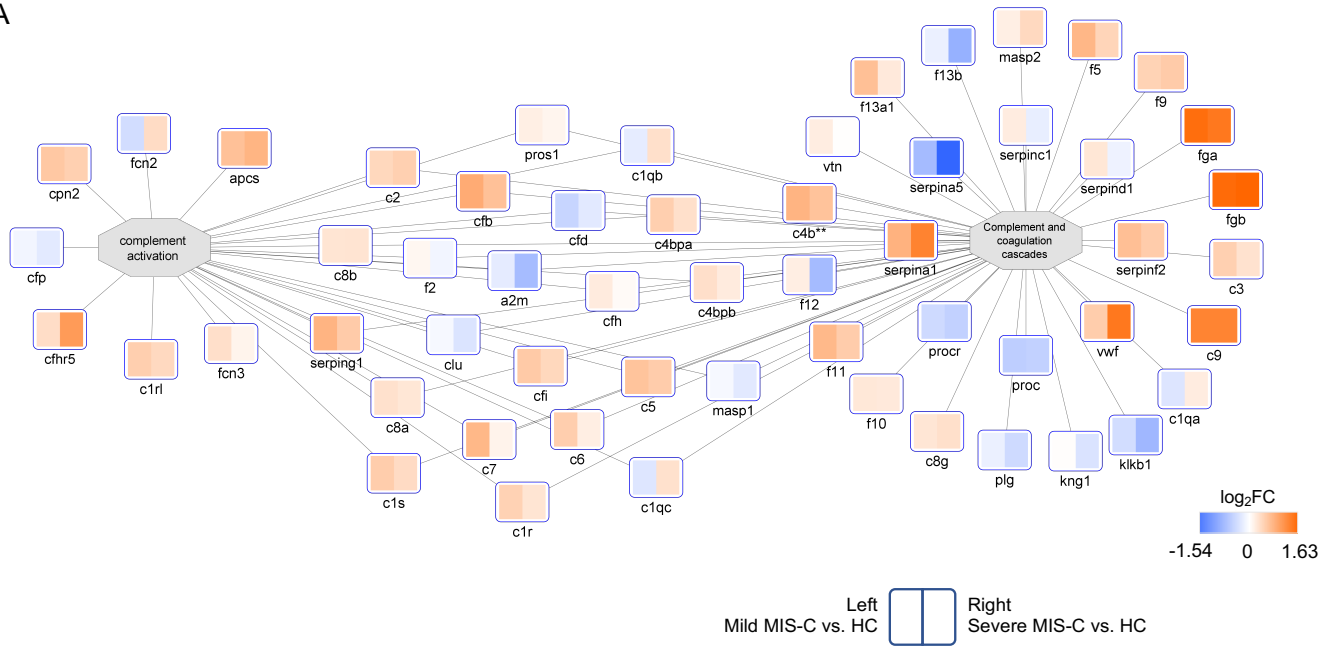 A
masp2
f13b
f5
f13a1
f9
fcn2
apcs
cpn2
pros1
c1qb
vtn
serpina5
serpinc1
serpind1
fga
c2
cfb
cfd
c4bpa
c4b**
fgb
complement
activation
Complement and
coagulation
cascades
cfp
c8b
f2
a2m
cfh
c4bpb
f12
serpina1
serpinf2
c3
cfhr5
c1rl
fcn3
serping1
clu
cfi
c5
masp1
f11
procr
proc
vwf
c9
c8a
c7
c6
f10
c8g
plg
kng1
klkb1
c1qa
c1s
c1r
c1qc
log2FC
-1.54 0 1.63
Left
Mild MIS-C vs. HC
Right
Severe MIS-C vs. HC